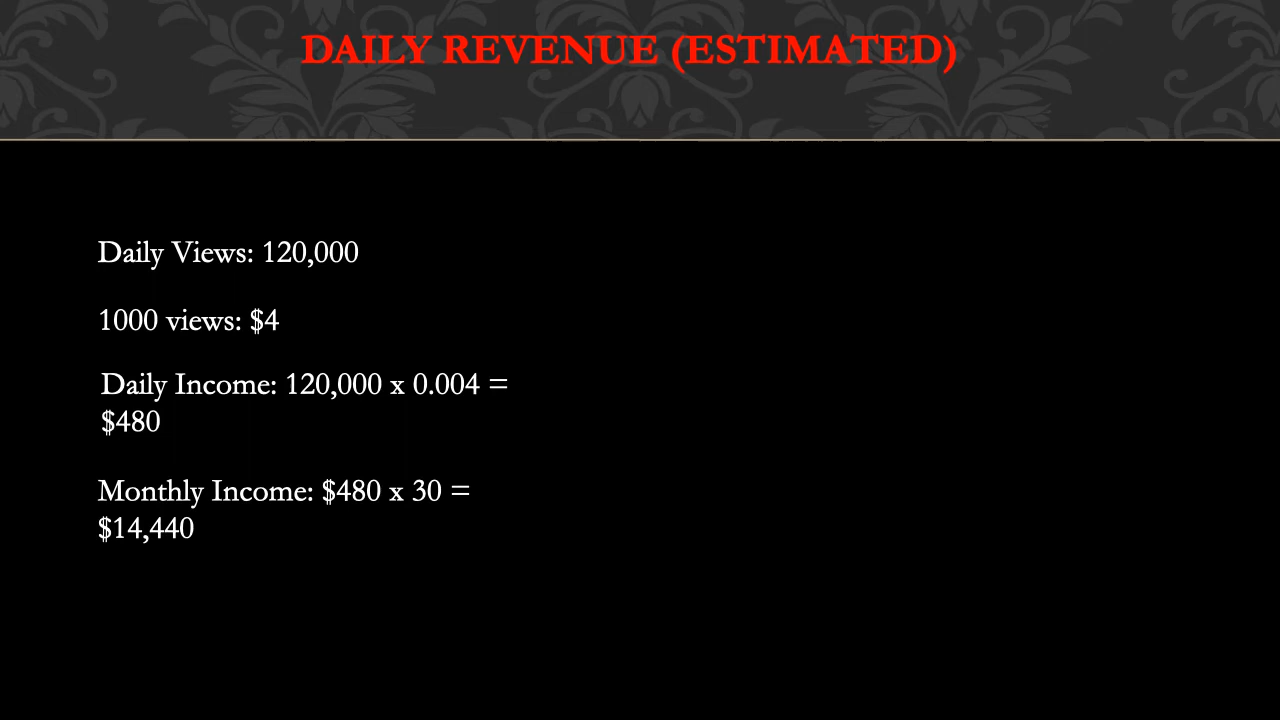 DAILY REVENUE (ESTIMATED)
Daily Views: 120,000
1000 views: $4
Daily Income: 120,000 x 0.004 =
$480
Monthly Income: $480 x 30 =
$14,440